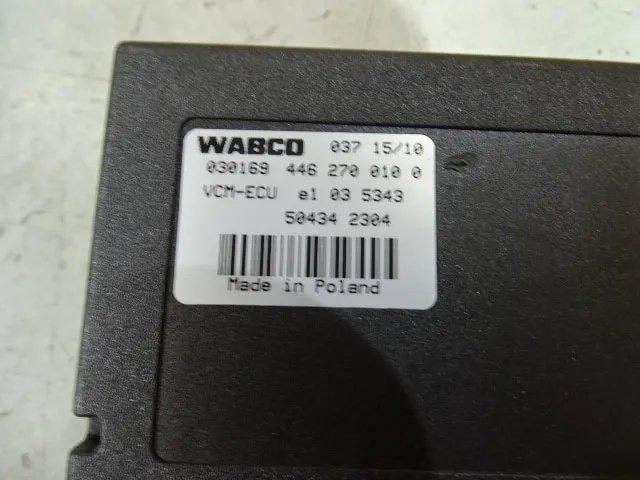 WABCO 037 15/10
030169 446 270 010 0
VCM-ECU e1 03 5343
50434 2304
Made in Poland